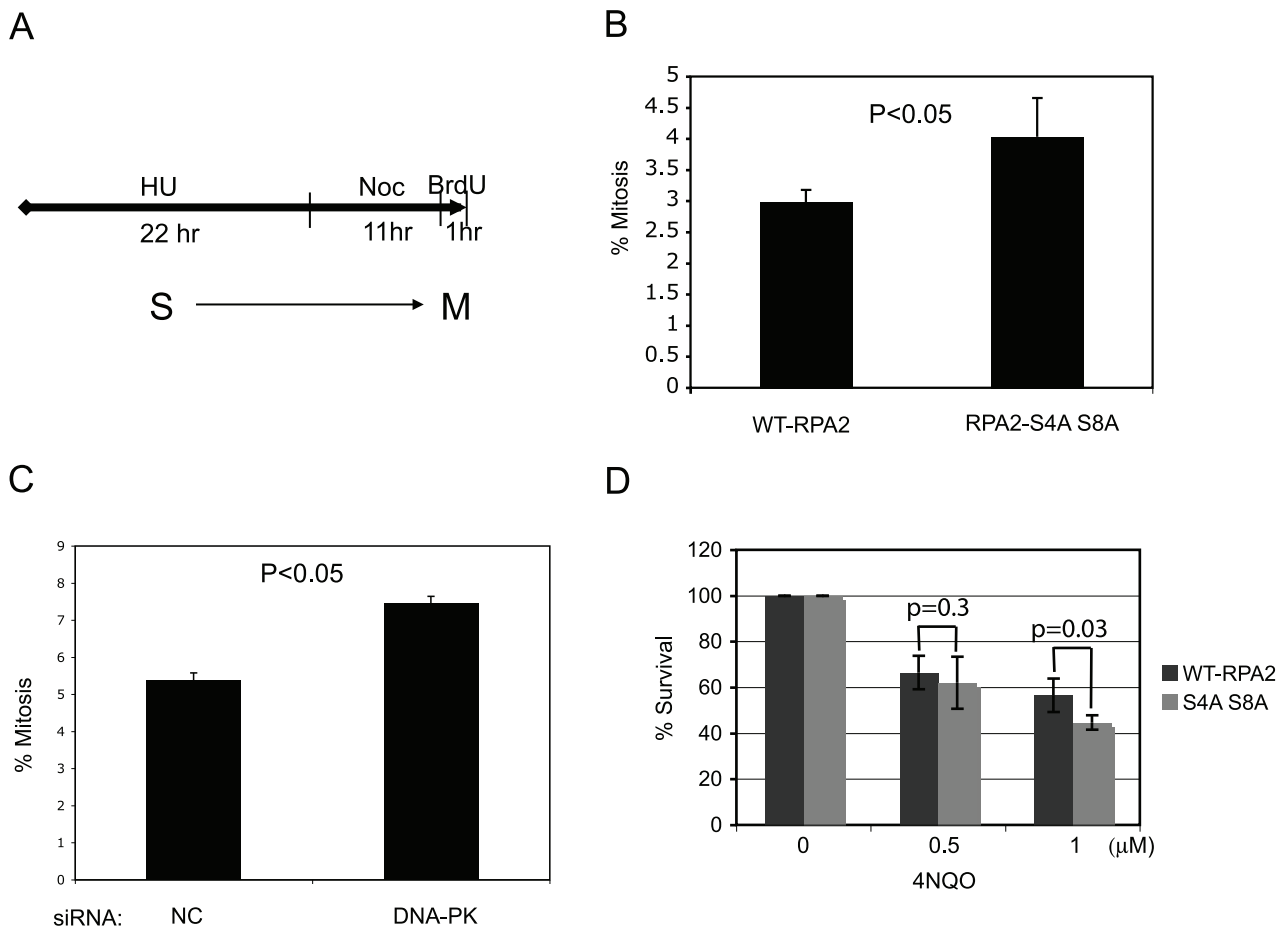 A
HU
Noc
BrdU
22 hr
11hr
1hr
S
M
B
5
4.5
4
3.5
3
2.5
2
1.5
1
0.5
0
% Mitosis
P<0.05
WT-RPA2
RPA2-S4A S8A
C
9
8
7
6
5
4
3
2
1
0
% Mitosis
P<0.05
siRNA:
NC
DNA-PK
D
120
100
80
60
40
20
0
% Survival
p=0.3
p=0.03
WT-RPA2
S4A S8A
0
0.5
1
(μM)
4NQO